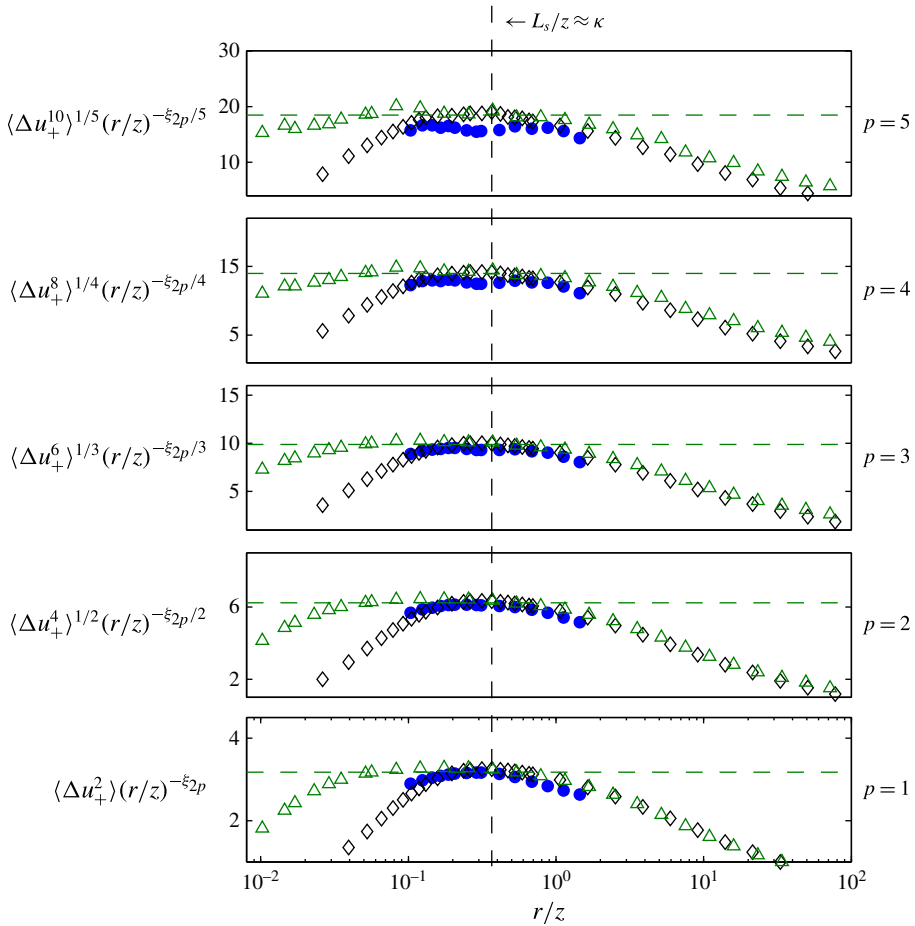 ← L_s/z ≈ κ
⟨Δu_+^{10}⟩^{1/5}(r/z)^{−ξ_{2p}/5}
30
20
10
p = 5
⟨Δu_+^8⟩^{1/4}(r/z)^{−ξ_{2p}/4}
15
5
p = 4
⟨Δu_+^6⟩^{1/3}(r/z)^{−ξ_{2p}/3}
15
10
5
p = 3
⟨Δu_+^4⟩^{1/2}(r/z)^{−ξ_{2p}/2}
6
2
p = 2
⟨Δu_+^2⟩(r/z)^{−ξ_{2p}}
4
2
p = 1
10^{−2} 10^{−1} 10^0 10^1 10^2
r/z